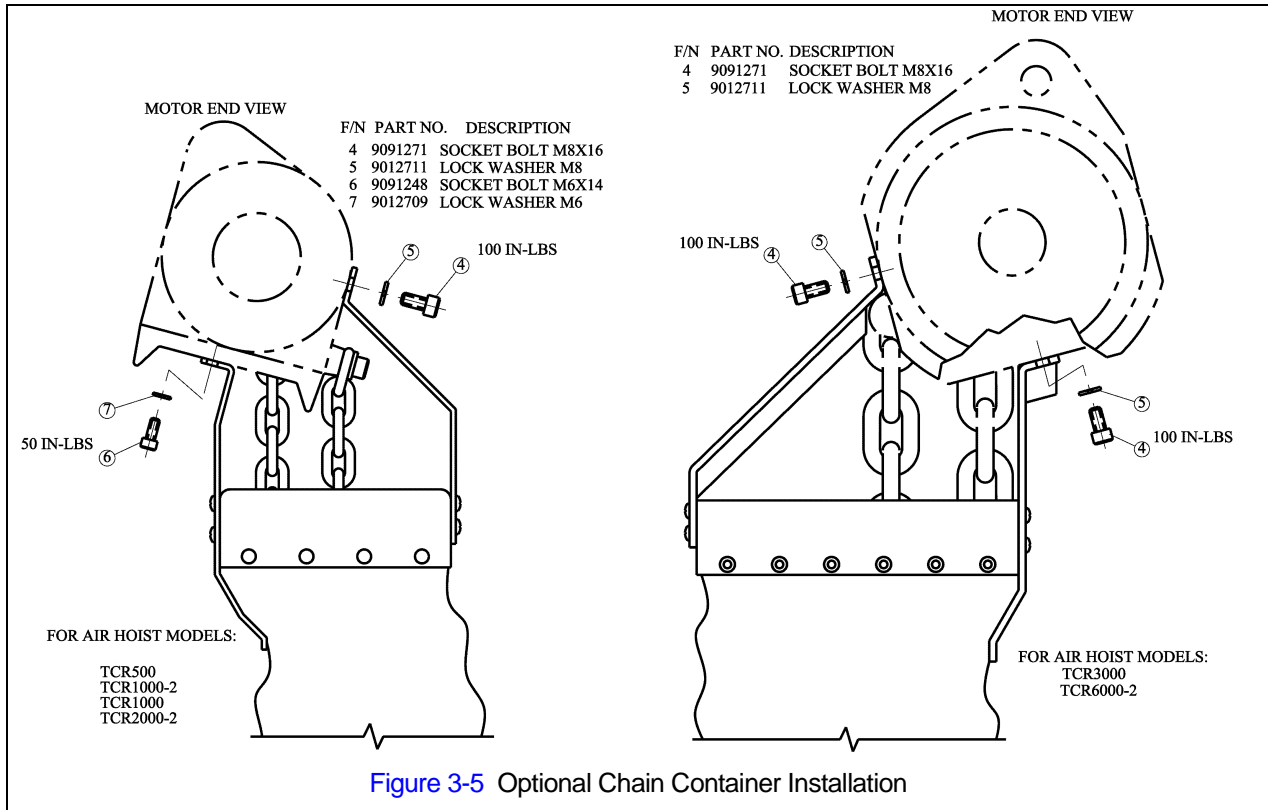 MOTOR END VIEW
F/N PART NO. DESCRIPTION
4 9091271 SOCKET BOLT M8X16
5 9012711 LOCK WASHER M8
6 9091248 SOCKET BOLT M6X14
7 9012709 LOCK WASHER M6
5
4
100 IN-LBS
7
6
50 IN-LBS
FOR AIR HOIST MODELS:
TCR500
TCR1000-2
TCR1000
TCR2000-2
MOTOR END VIEW
F/N PART NO. DESCRIPTION
4 9091271 SOCKET BOLT M8X16
5 9012711 LOCK WASHER M8
100 IN-LBS
4
5
5
4
100 IN-LBS
FOR AIR HOIST MODELS:
TCR3000
TCR6000-2
Figure 3-5 Optional Chain Container Installation